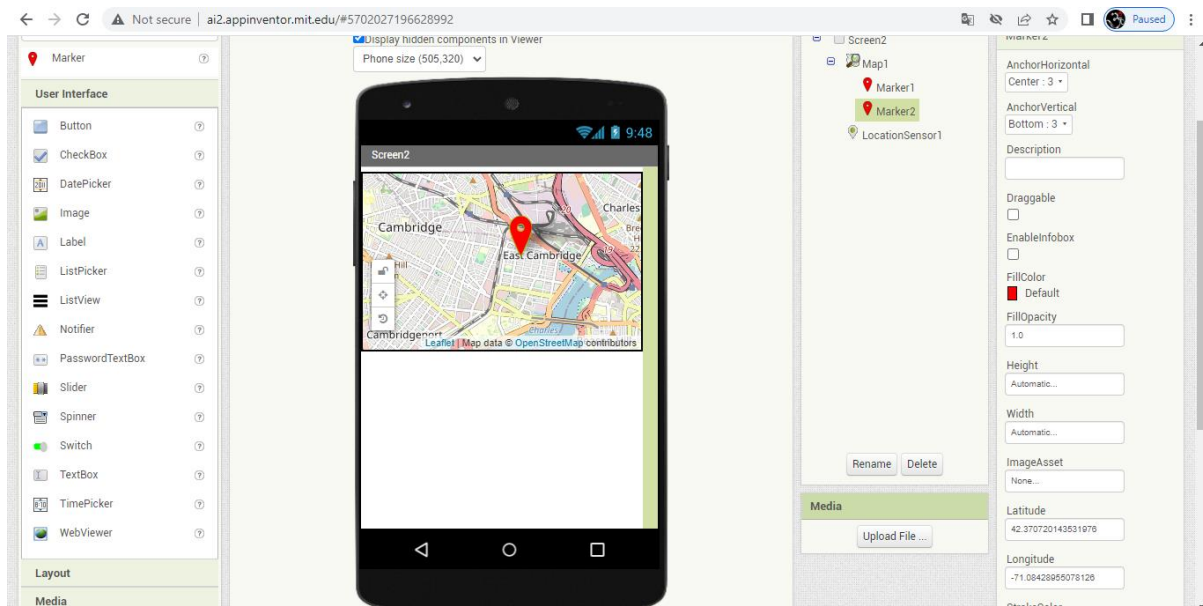 Not secure
ai2.appinventor.mit.edu/#5702027196628992
Paused
Marker
User Interface
Button
CheckBox
DatePicker
Image
Label
ListPicker
ListView
Notifier
PasswordTextBox
Slider
Spinner
Switch
TextBox
TimePicker
WebViewer
Layout
Media
Display hidden components in Viewer
Phone size (505,320)
9:48
Screen2
Charles
Cambridge
East Cambridge
Cambridgeport
Leaflet | Map data © OpenStreetMap contributors
Screen2
Map1
Marker1
Marker2
LocationSensor1
Rename Delete
Media
Upload File ...
Marker2
AnchorHorizontal
Center : 3
AnchorVertical
Bottom : 3
Description
Draggable
EnableInfobox
FillColor
Default
FillOpacity
1.0
Height
Automatic...
Width
Automatic...
ImageAsset
None...
Latitude
42.370720143531976
Longitude
-71.08428955078126
StrokeColor